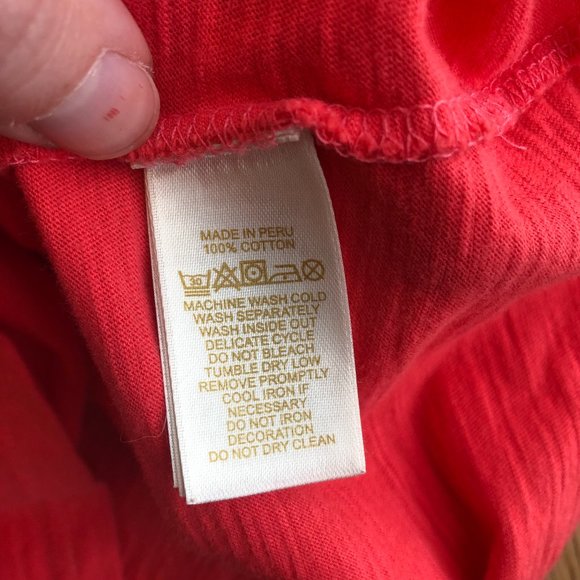 MADE IN PERU
100% COTTON
30
MACHINE WASH COLD
WASH SEPARATELY
WASH INSIDE OUT
DELICATE CYCLE
DO NOT BLEACH
TUMBLE DRY LOW
REMOVE PROMPTLY
COOL IRON IF
NECESSARY
DO NOT IRON
DECORATION
DO NOT DRY CLEAN